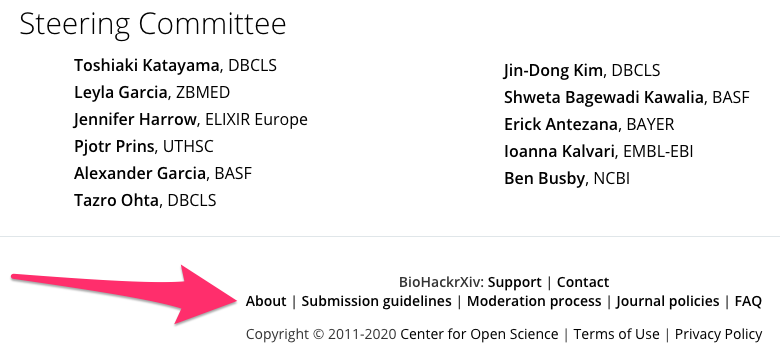 Steering Committee
Toshiaki Katayama, DBCLS
Leyla Garcia, ZBMED
Jennifer Harrow, ELIXIR Europe
Pjotr Prins, UTHSC
Alexander Garcia, BASF
Tazro Ohta, DBCLS
Jin-Dong Kim, DBCLS
Shweta Bagewadi Kawalia, BASF
Erick Antezana, BAYER
Ioanna Kalvari, EMBL-EBI
Ben Busby, NCBI
BioHackrXiv: Support | Contact
About | Submission guidelines | Moderation process | Journal policies | FAQ
Copyright © 2011-2020 Center for Open Science | Terms of Use | Privacy Policy